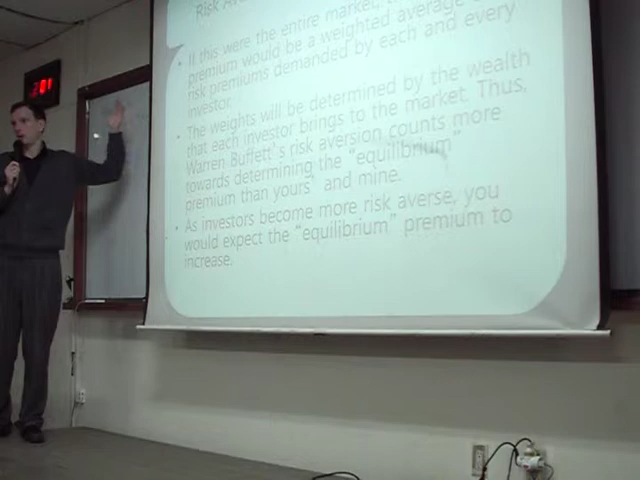 Risk
If this were the entire market,
premium would be a weighted average
risk premiums demanded by each and every
investor.
The weights will be determined by the wealth
that each investor brings to the market. Thus,
Warren Buffett's risk aversion counts more
towards determining the "equilibrium"
premium than yours' and mine.
As investors become more risk averse, you
would expect the "equilibrium" premium to
increase.